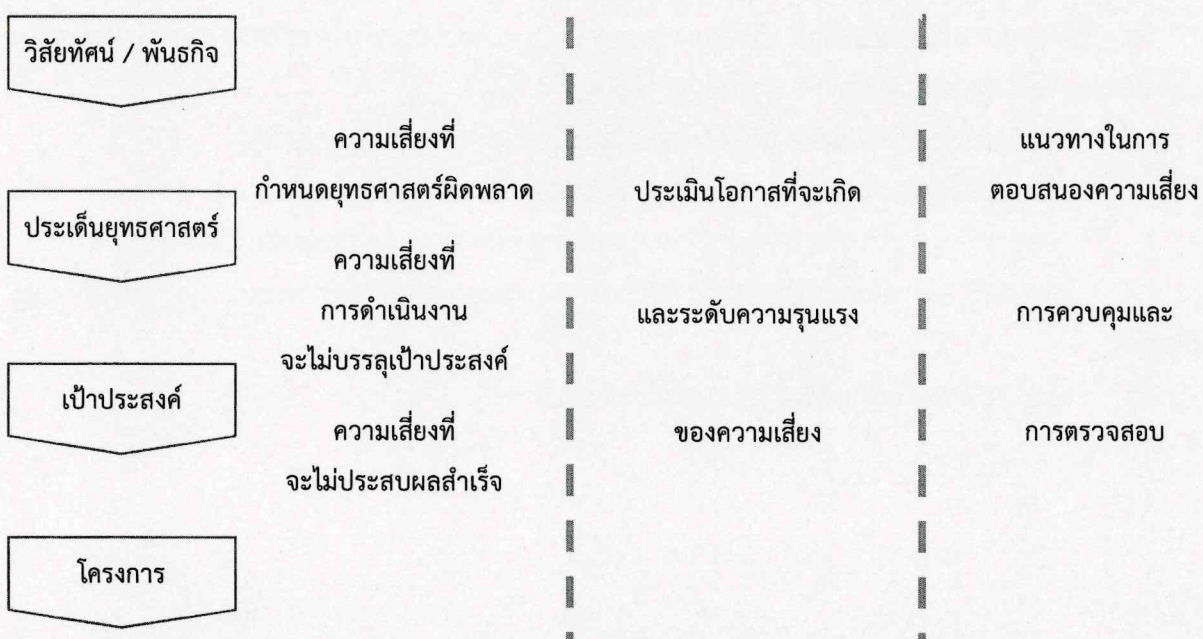 วิสัยทัศน์ / พันธกิจ
ประเด็นยุทธศาสตร์
เป้าประสงค์
โครงการ
ความเสี่ยงที่
กำหนดยุทธศาสตร์ผิดพลาด
ความเสี่ยงที่
การดำเนินงาน
จะไม่บรรลุเป้าประสงค์
ความเสี่ยงที่
จะไม่ประสบผลสำเร็จ
ประเมินโอกาสที่จะเกิด
และระดับความรุนแรง
ของความเสี่ยง
แนวทางในการ
ตอบสนองความเสี่ยง
การควบคุมและ
การตรวจสอบ